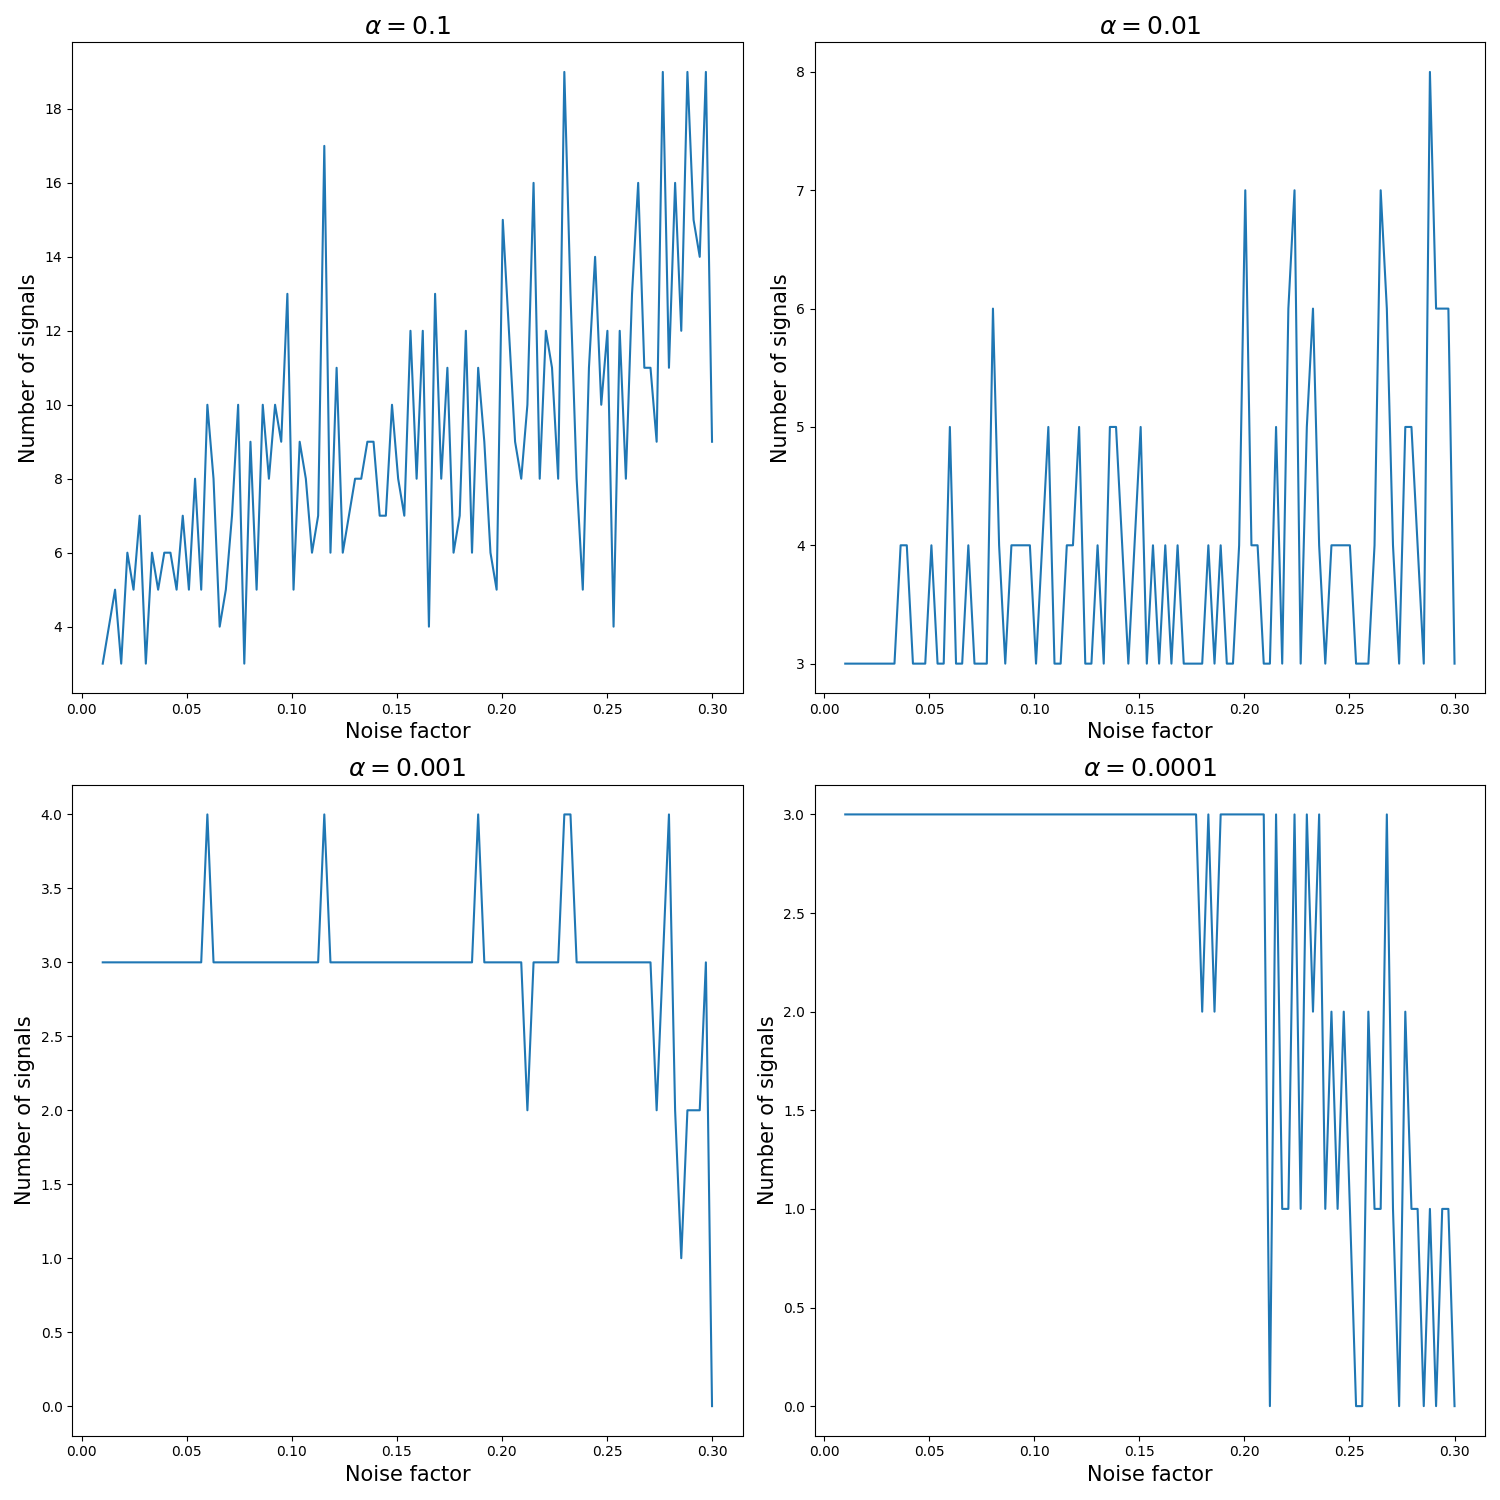 α = 0.1
18
16
14
12
10
8
6
4
Number of signals
0.00 0.05 0.10 0.15 0.20 0.25 0.30
Noise factor
α = 0.01
8
7
6
5
4
3
Number of signals
0.00 0.05 0.10 0.15 0.20 0.25 0.30
Noise factor
α = 0.001
4.0
3.5
3.0
2.5
2.0
1.5
1.0
0.5
0.0
Number of signals
0.00 0.05 0.10 0.15 0.20 0.25 0.30
Noise factor
α = 0.0001
3.0
2.5
2.0
1.5
1.0
0.5
0.0
Number of signals
0.00 0.05 0.10 0.15 0.20 0.25 0.30
Noise factor